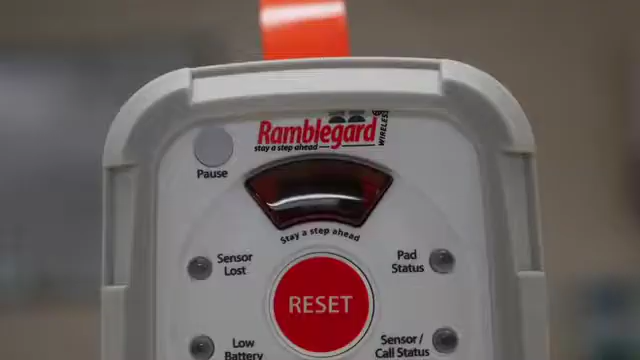 Ramblegard
WIRELESS
stay a step ahead
Pause
Stay a step ahead
Sensor
Lost
Pad
Status
RESET
Low
Battery
Sensor /
Call Status